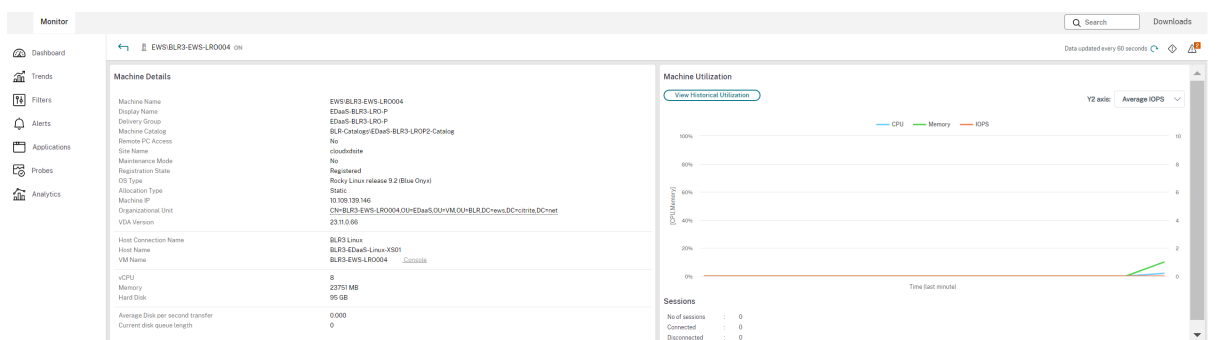 Monitor
Search
Downloads
Dashboard
Trends
Filters
Alerts
Applications
Probes
Analytics
EWS\BLR3-EWS-LRO004 ON
Data updated every 60 seconds
2
Machine Details
Machine Name EWS\BLR3-EWS-LRO004
Display Name EDaaS-BLR3-LRO-P
Delivery Group EDaaS-BLR3-LRO-P
Machine Catalog BLR-Catalogs\EDaaS-BLR3-LROP2-Catalog
Remote PC Access No
Site Name cloudxdsite
Maintenance Mode No
Registration State Registered
OS Type Rocky Linux release 9.2 (Blue Onyx)
Allocation Type Static
Machine IP 10.109.139.146
Organizational Unit CN=BLR3-EWS-LRO004,OU=EDaaS,OU=VM,OU=BLR,DC=ews,DC=citrite,DC=net
VDA Version 23.11.0.66
Host Connection Name BLR3 Linux
Host Name BLR3-EDaaS-Linux-XS01
VM Name BLR3-EWS-LRO004 Console
vCPU 8
Memory 23751 MB
Hard Disk 95 GB
Average Disk per second transfer 0.000
Current disk queue length 0
Machine Utilization
View Historical Utilization
Y2 axis: Average IOPS
CPU Memory IOPS
100% 10
80% 8
60% 6
40% 4
20% 2
0% 0
[CPU,Memory]
Time (last minute)
Sessions
No of sessions : 0
Connected : 0
Disconnected : 0